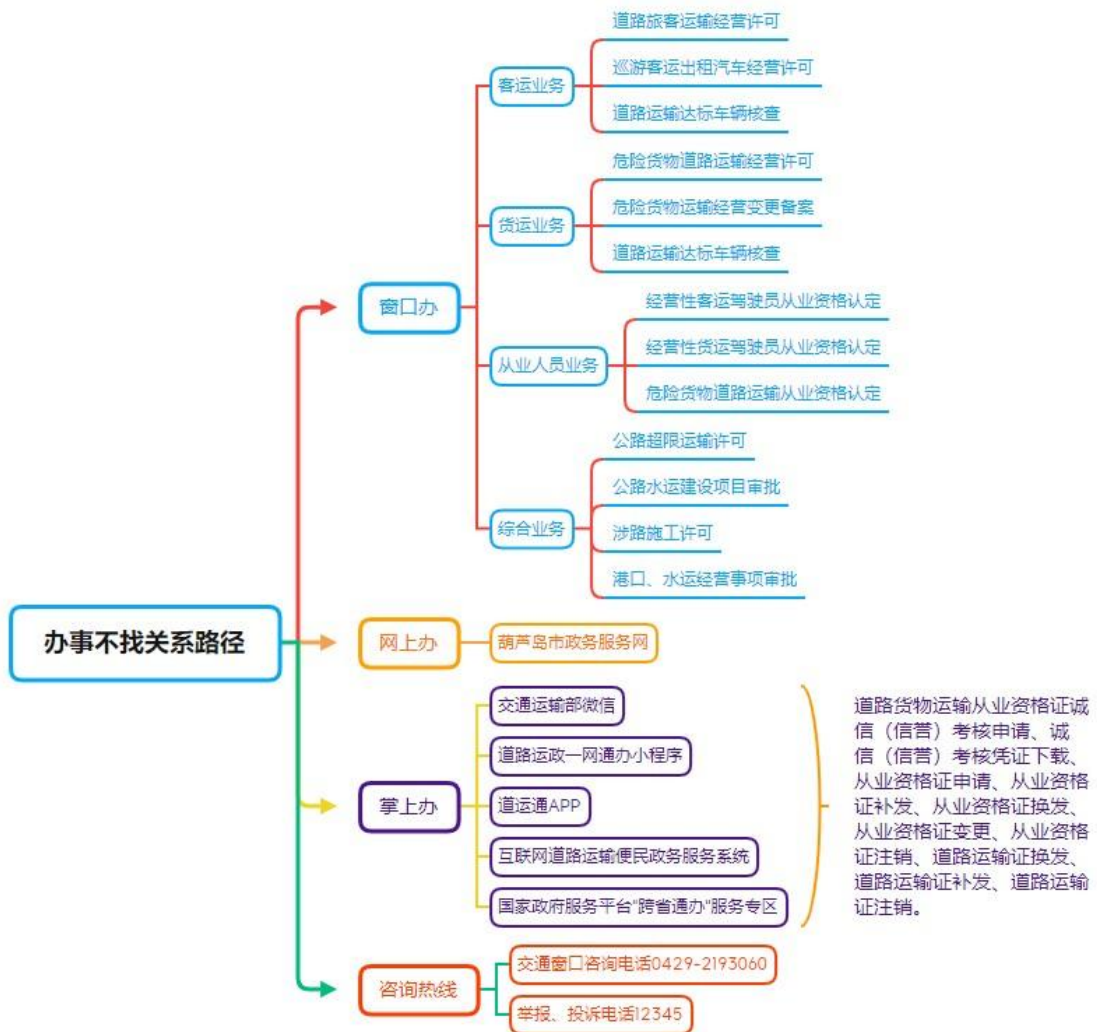 办事不找关系路径
窗口办
客运业务
道路旅客运输经营许可
巡游客运出租汽车经营许可
道路运输达标车辆核查
货运业务
危险货物道路运输经营许可
危险货物运输经营变更备案
道路运输达标车辆核查
从业人员业务
经营性客运驾驶员从业资格认定
经营性货运驾驶员从业资格认定
危险货物道路运输从业资格认定
综合业务
公路超限运输许可
公路水运建设项目审批
涉路施工许可
港口、水运经营事项审批
网上办
葫芦岛市政务服务网
掌上办
交通运输部微信
道路运政一网通办小程序
道运通APP
互联网道路运输便民政务服务系统
国家政府服务平台"跨省通办"服务专区
道路货物运输从业资格证诚
信（信誉）考核申请、诚
信（信誉）考核凭证下载、
从业资格证申请、从业资格
证补发、从业资格证换发、
从业资格证变更、从业资格
证注销、道路运输证换发、
道路运输证补发、道路运输
证注销。
咨询热线
交通窗口咨询电话0429-2193060
举报、投诉电话12345